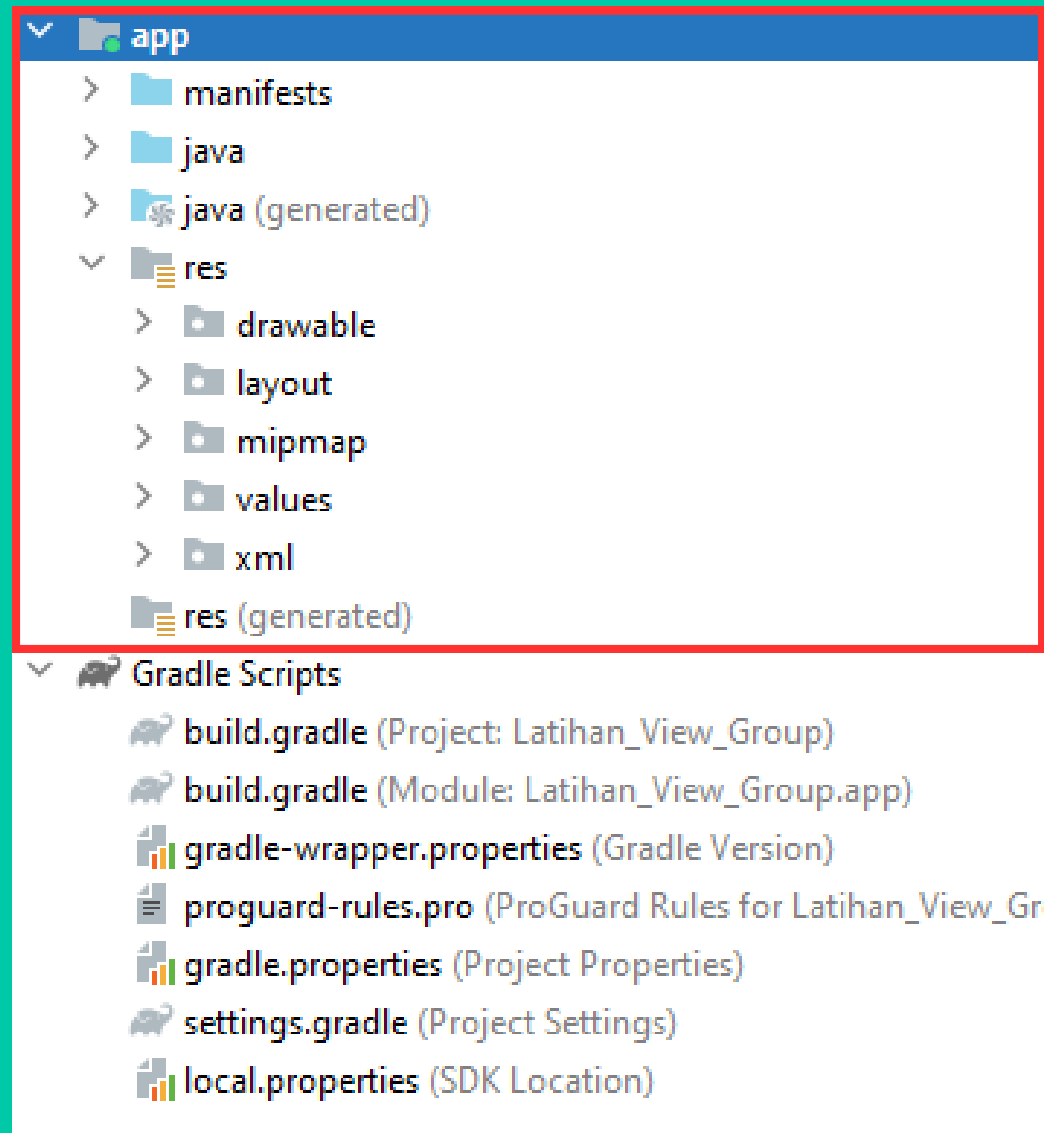 app
manifests
java
java (generated)
res
drawable
layout
mipmap
values
xml
res (generated)
Gradle Scripts
build.gradle (Project: Latihan_View_Group)
build.gradle (Module: Latihan_View_Group.app)
gradle-wrapper.properties (Gradle Version)
proguard-rules.pro (ProGuard Rules for Latihan_View_Gr
gradle.properties (Project Properties)
settings.gradle (Project Settings)
local.properties (SDK Location)